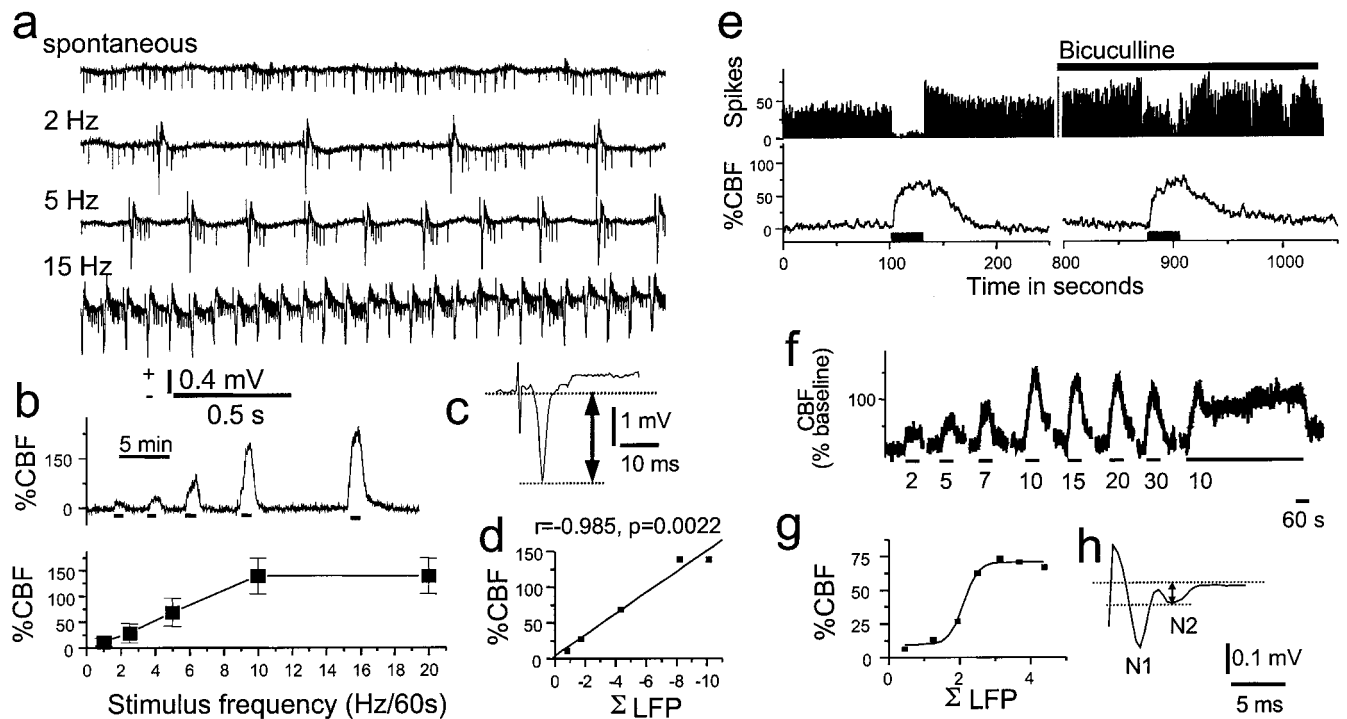 a
spontaneous
2 Hz
5 Hz
15 Hz
+
-
0.4 mV
0.5 s
b
5 min
%CBF
150
0
%CBF
150
100
50
0
0 2 4 6 8 10 12 14 16 18 20
Stimulus frequency (Hz/60s)
c
1 mV
10 ms
d
r=-0.985, p=0.0022
%CBF
150
100
50
0
0 -2 -4 -6 -8 -10
Σ LFP
e
Bicuculline
Spikes
50
0
%CBF
100
50
0
0 100 200 800 900 1000
Time in seconds
f
CBF
(% baseline)
100
2 5 7 10 15 20 30 10
60 s
g
%CBF
75
50
25
0
0 2 4
Σ LFP
h
N1
N2
0.1 mV
5 ms